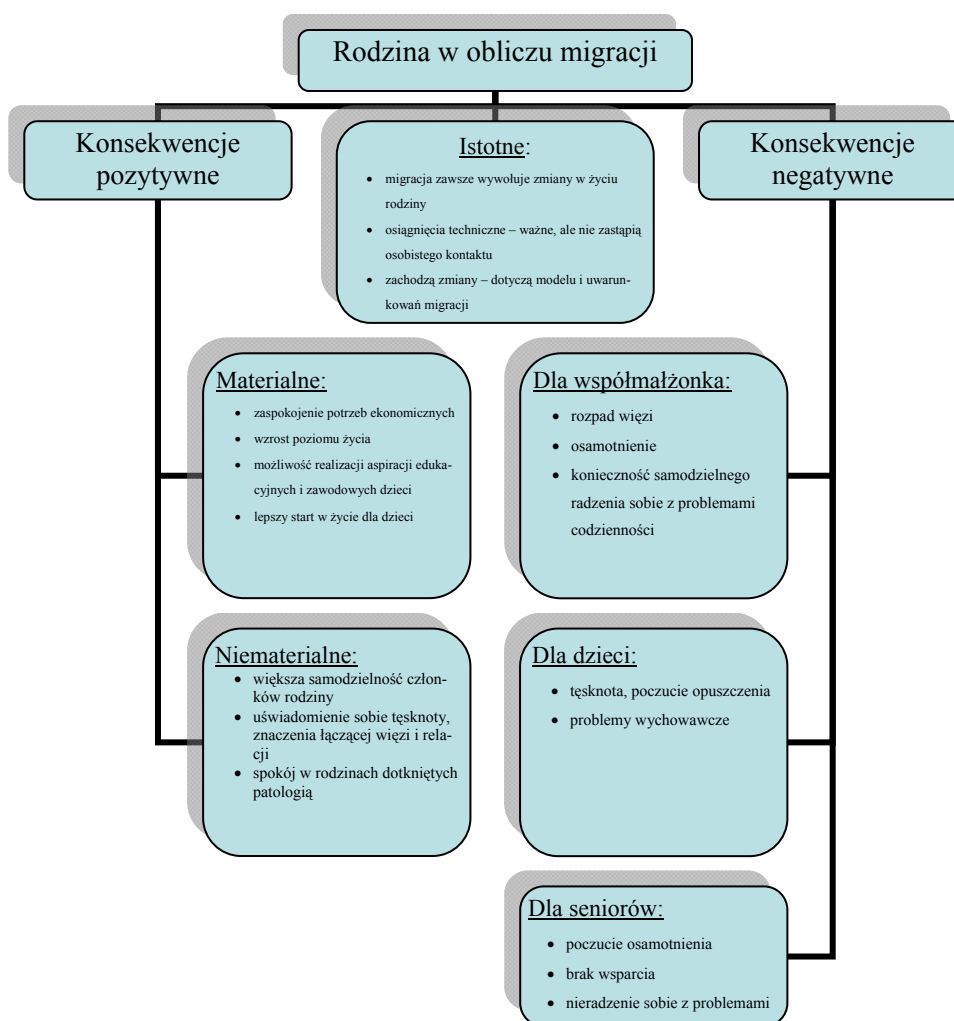 Rodzina w obliczu migracji
Konsekwencje
pozytywne
Istotne:
• migracja zawsze wywołuje zmiany w życiu
rodziny
• osiągnięcia techniczne – ważne, ale nie zastąpią
osobistego kontaktu
• zachodzą zmiany – dotyczą modelu i uwarun-
kowań migracji
Konsekwencje
negatywne
Materialne:
• zaspokojenie potrzeb ekonomicznych
• wzrost poziomu życia
• możliwość realizacji aspiracji eduka-
cyjnych i zawodowych dzieci
• lepszy start w życie dla dzieci
Niematerialne:
• większa samodzielność człon-
ków rodziny
• uświadomienie sobie tęsknoty,
znaczenia łączącej więzi i rela-
cji
• spokój w rodzinach dotkniętych
patologią
Dla współmałżonka:
• rozpad więzi
• osamotnienie
• konieczność samodzielnego
radzenia sobie z problemami
codzienności
Dla dzieci:
• tęsknota, poczucie opuszczenia
• problemy wychowawcze
Dla seniorów:
• poczucie osamotnienia
• brak wsparcia
• nieradzenie sobie z problemami